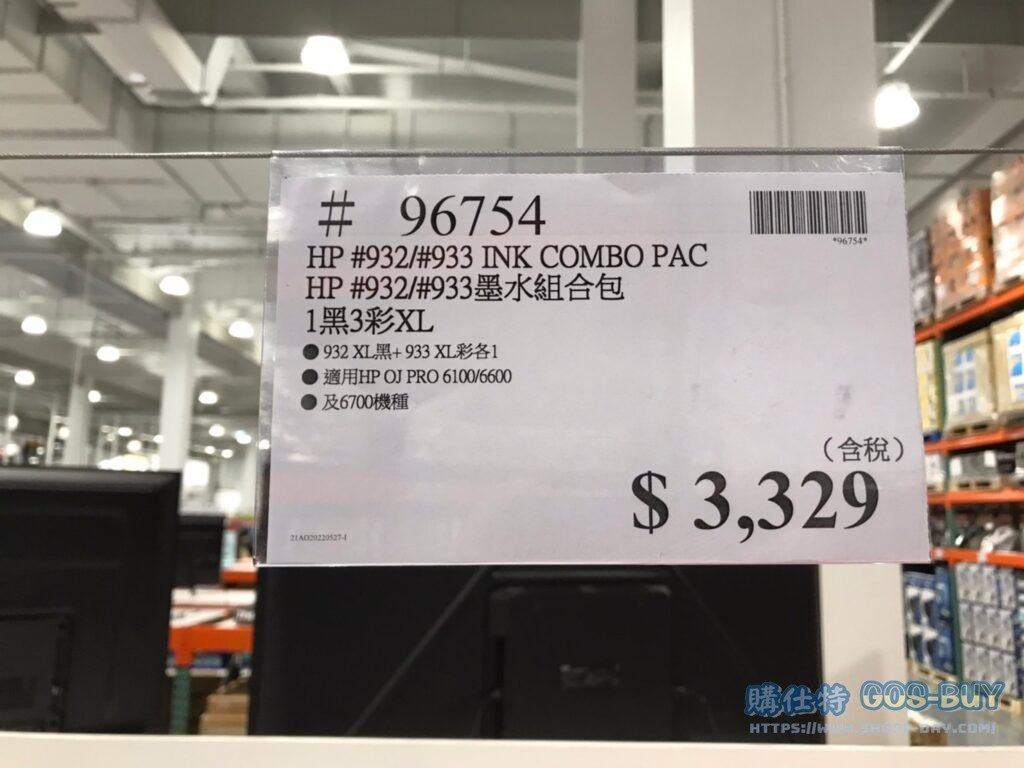 # 96754
*96754*
HP #932/#933 INK COMBO PAC
HP #932/#933墨水組合包
1黑3彩XL
● 932 XL黑+ 933 XL彩各1
● 適用HP OJ PRO 6100/6600
● 及6700機種
（含稅）
$ 3,329
21AO20220527-1
購仕特 GOS-BUY